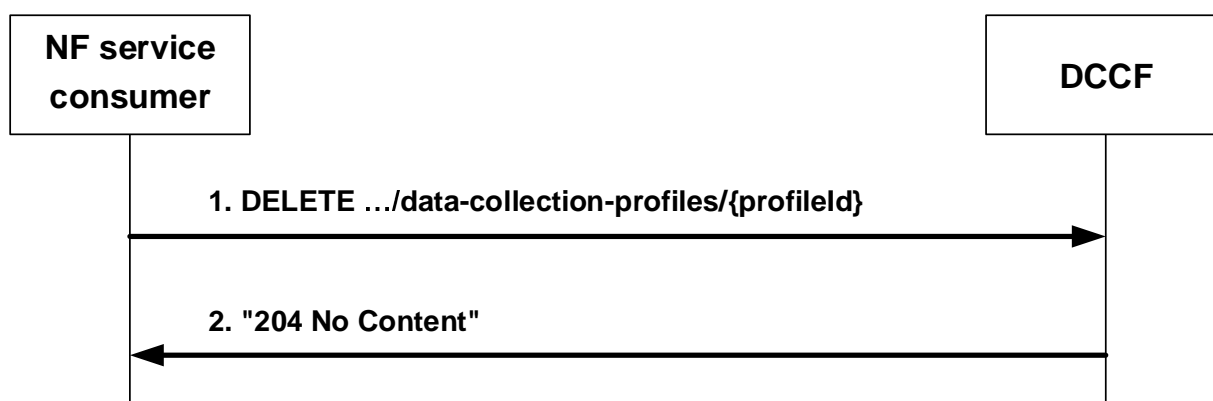 NF service
consumer
DCCF
1. DELETE …/data-collection-profiles/{profileId}
2. "204 No Content"